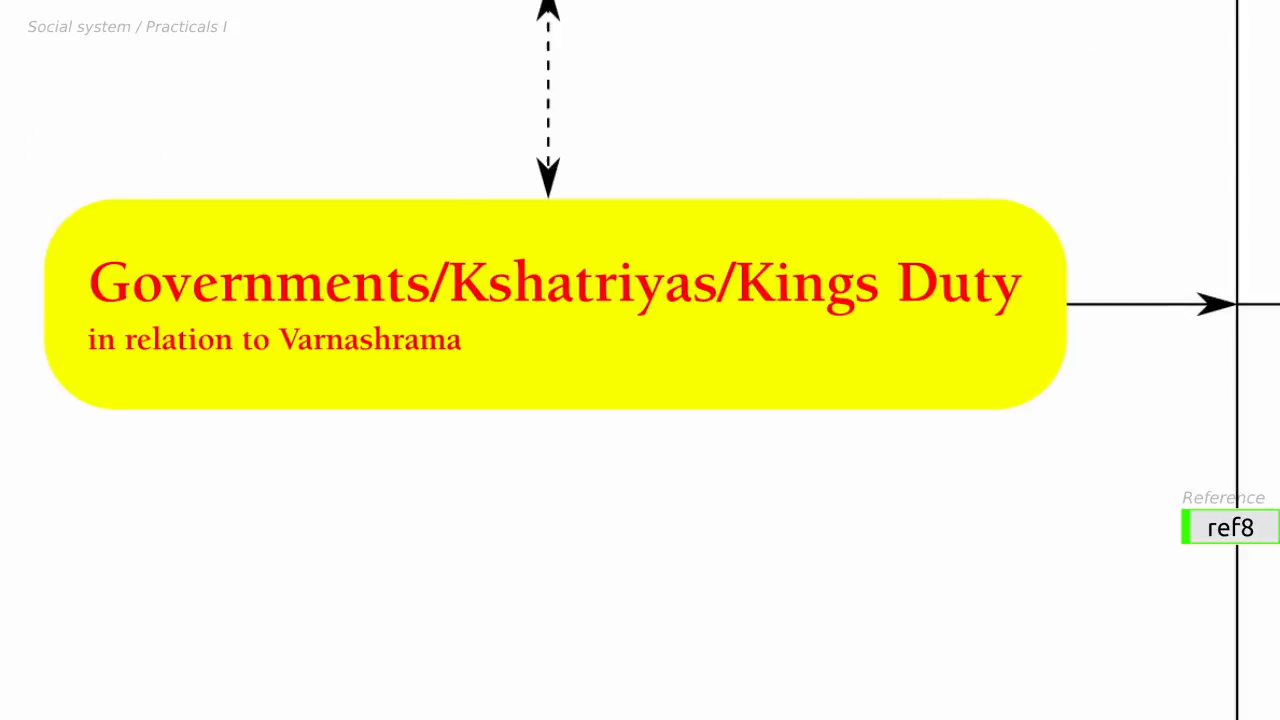 Social system / Practicals I
Governments/Kshatriyas/Kings Duty
in relation to Varnashrama
Reference
ref8